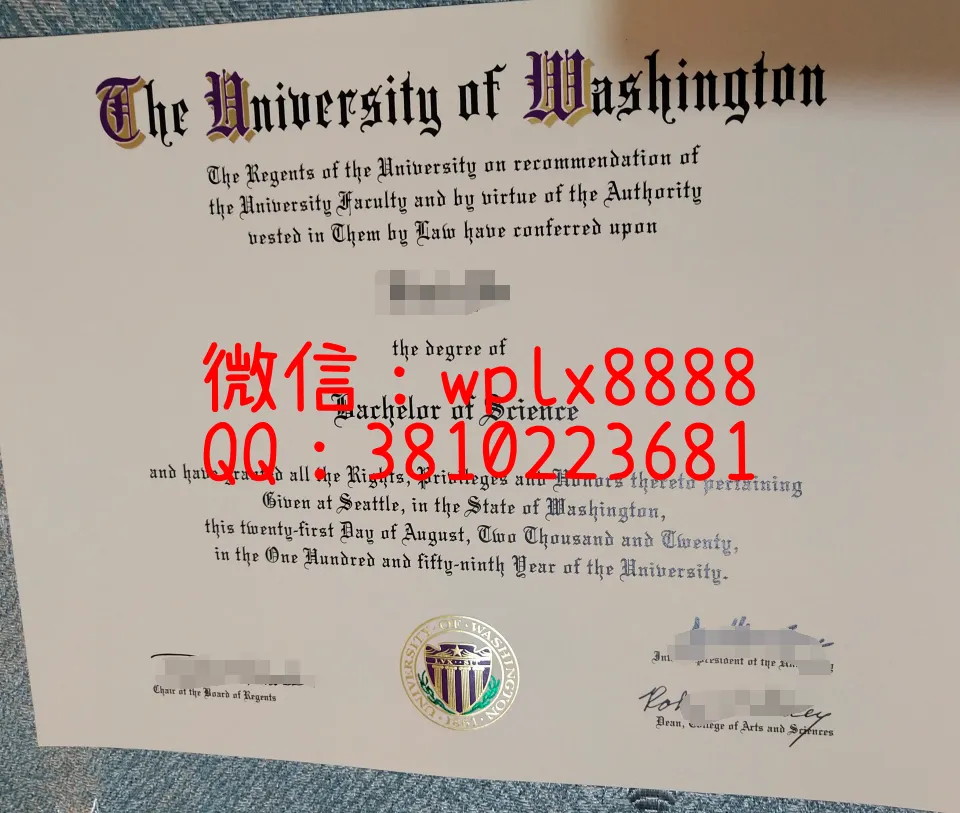 The University of Washington
The Regents of the University on recommendation of
the University Faculty and by virtue of the Authority
vested in Them by Law have conferred upon
the degree of
微信：wplx8888
Bachelor of Science
QQ：3810223681
and have granted all the Rights, Privileges and Honors thereto pertaining
Given at Seattle, in the State of Washington,
this twenty-first Day of August, Two Thousand and Twenty,
in the One Hundred and fifty-ninth Year of the University.
UNIVERSITY · OF · WASHINGTON
LUX · SIT
· 1861 ·
President of the
Chair of the Board of Regents
Dean, College of Arts and Sciences